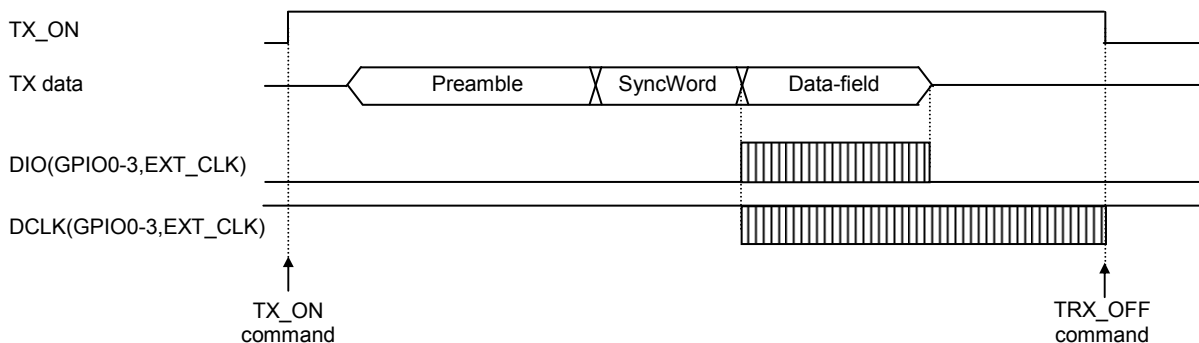 TX_ON
TX data
Preamble
SyncWord
Data-field
DIO(GPIO0-3,EXT_CLK)
DCLK(GPIO0-3,EXT_CLK)
TX_ON
command
TRX_OFF
command